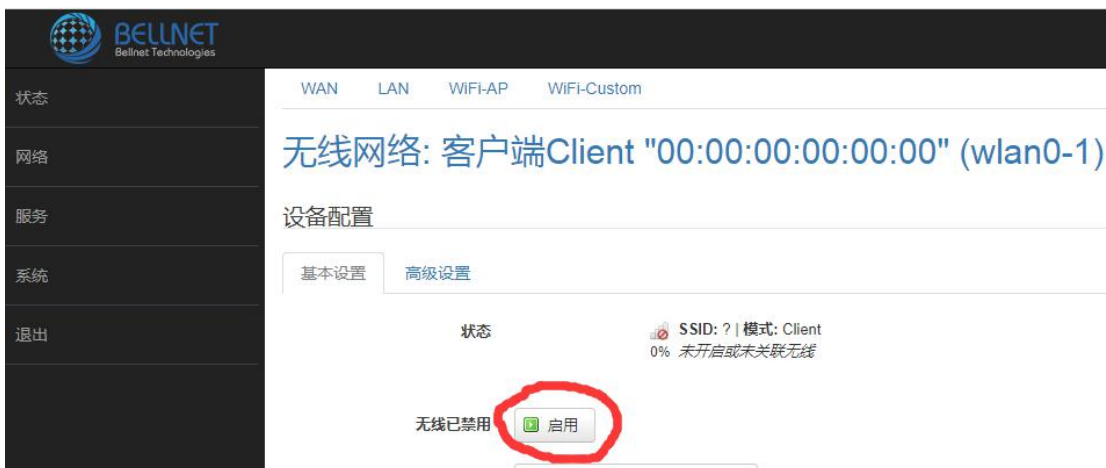 BELLNET
Bellnet Technologies
状态
网络
服务
系统
退出
WAN LAN WiFi-AP WiFi-Custom
无线网络: 客户端Client "00:00:00:00:00:00" (wlan0-1)
设备配置
基本设置 高级设置
状态
SSID: ? | 模式: Client
0% 未开启或未关联无线
无线已禁用 启用